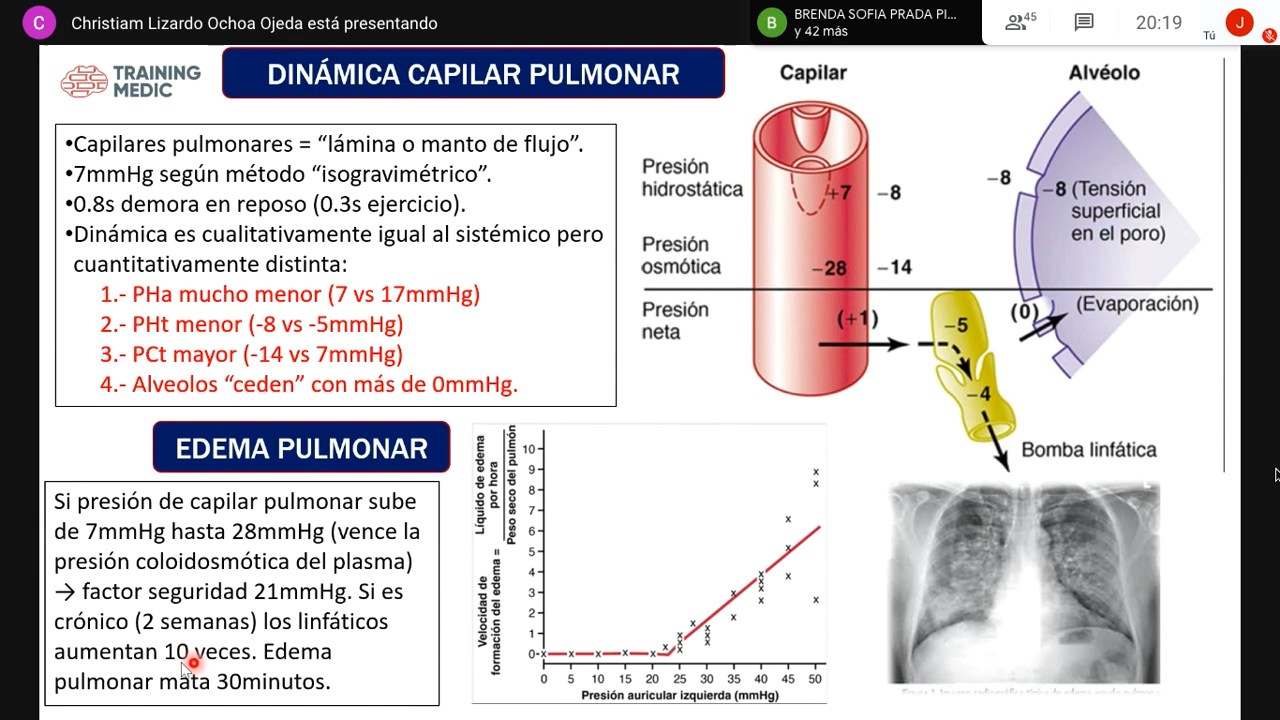 C
Christiam Lizardo Ochoa Ojeda está presentando
B
BRENDA SOFIA PRADA PI...
y 42 más
45
20:19
Tú
J
TRAINING
MEDIC
DINÁMICA CAPILAR PULMONAR
•Capilares pulmonares = “lámina o manto de flujo”.
•7mmHg según método “isogravimétrico”.
•0.8s demora en reposo (0.3s ejercicio).
•Dinámica es cualitativamente igual al sistémico pero
cuantitativamente distinta:
1.- PHa mucho menor (7 vs 17mmHg)
2.- PHt menor (-8 vs -5mmHg)
3.- PCt mayor (-14 vs 7mmHg)
4.- Alveolos “ceden” con más de 0mmHg.
Capilar
Alvéolo
Presión
hidrostática
+7
–8
–8
–8 (Tensión
superficial
en el poro)
Presión
osmótica
–28
–14
Presión
neta
(+1)
–5
(0)
(Evaporación)
–4
Bomba linfática
EDEMA PULMONAR
Si presión de capilar pulmonar sube
de 7mmHg hasta 28mmHg (vence la
presión coloidosmótica del plasma)
→ factor seguridad 21mmHg. Si es
crónico (2 semanas) los linfáticos
aumentan 10 veces. Edema
pulmonar mata 30minutos.
Velocidad de
formación del edema =
Líquido de edema
por hora
Peso seco del pulmón
10
9
8
7
6
5
4
3
2
1
0
0 5 10 15 20 25 30 35 40 45 50
Presión auricular izquierda (mmHg)